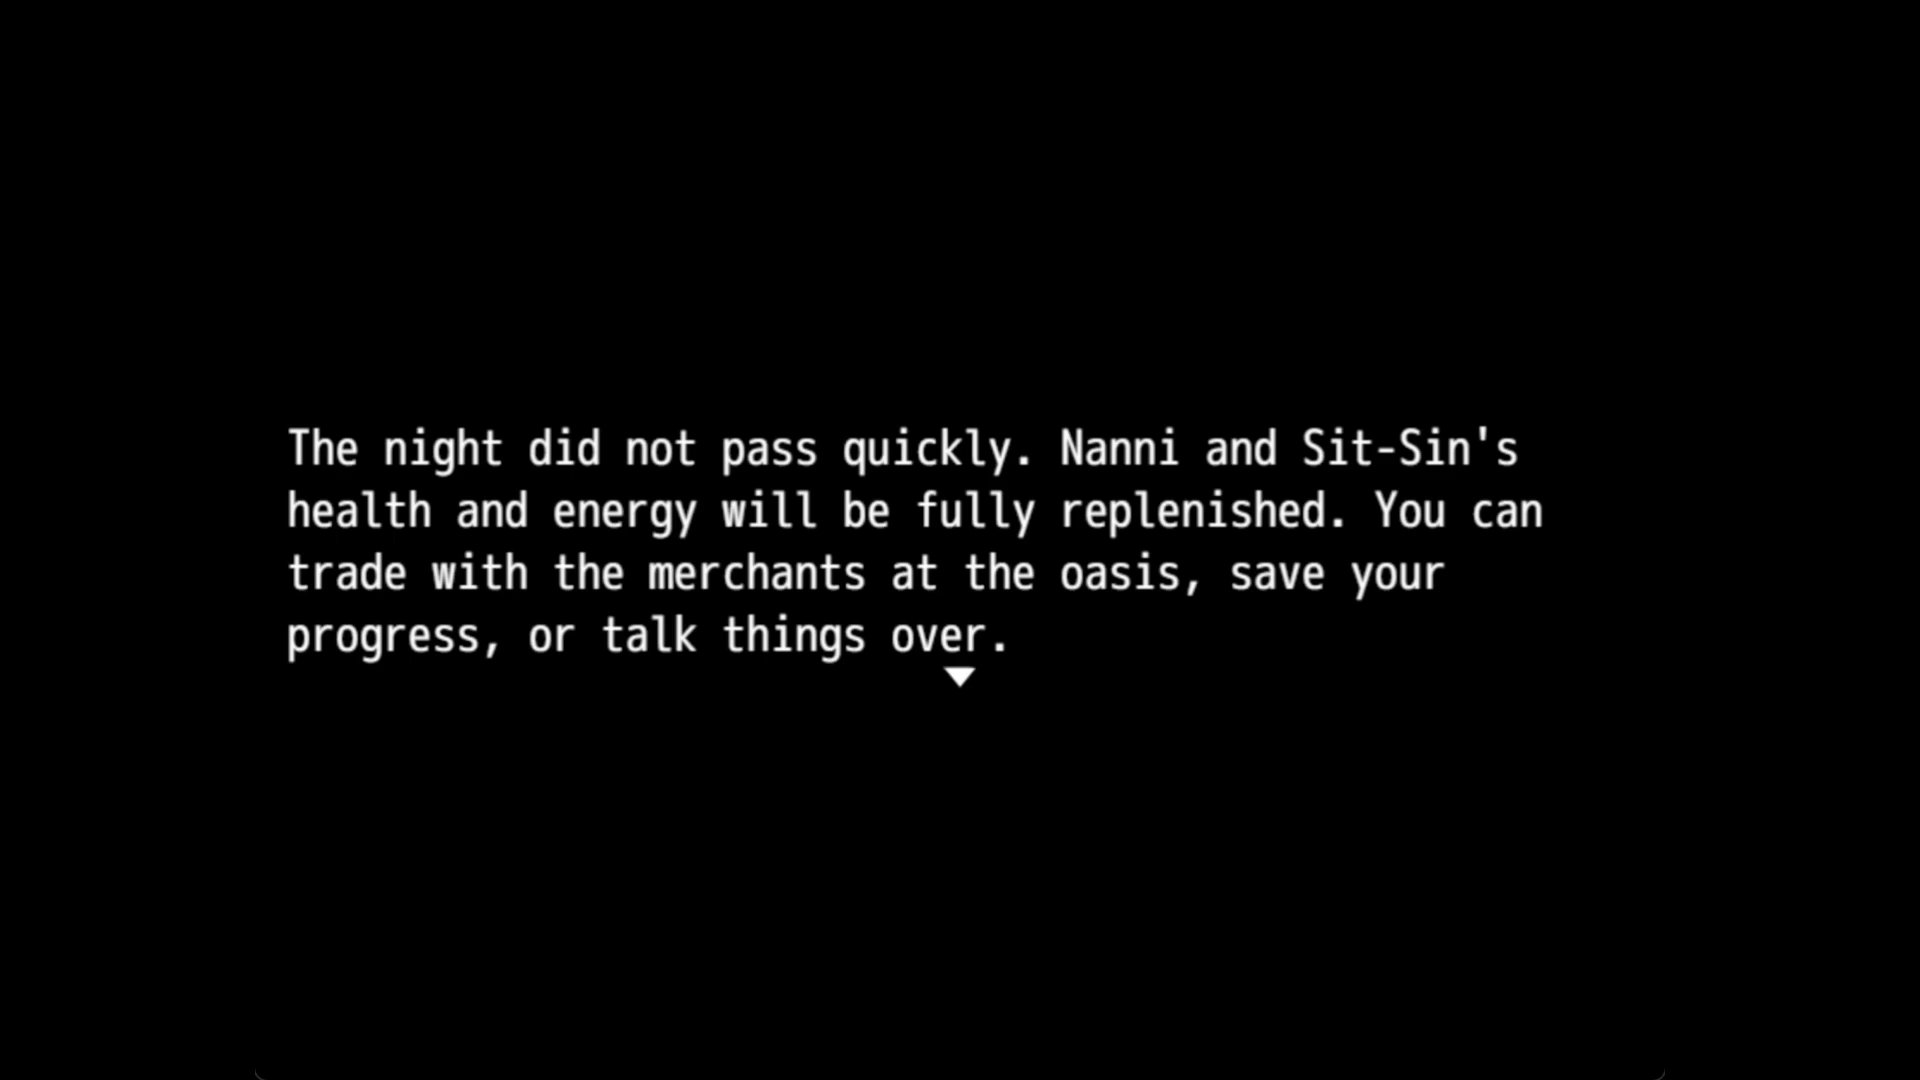 The night did not pass quickly. Nanni and Sit-Sin's
health and energy will be fully replenished. You can
trade with the merchants at the oasis, save your
progress, or talk things over.